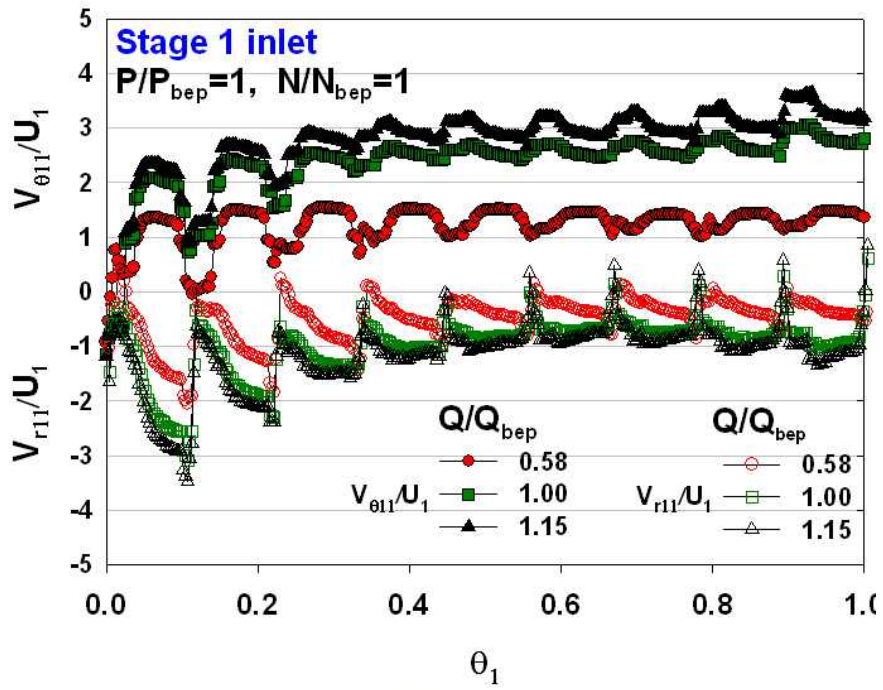 Stage 1 inlet
P/Pbep=1, N/Nbep=1
5
4
3
2
1
0
-1
-2
-3
-4
-5
Vθ11/U1
Vr11/U1
Q/Qbep
Q/Qbep
0.58
0.58
Vθ11/U1
1.00
Vr11/U1
1.00
1.15
1.15
0.0
0.2
0.4
0.6
0.8
1.0
θ1